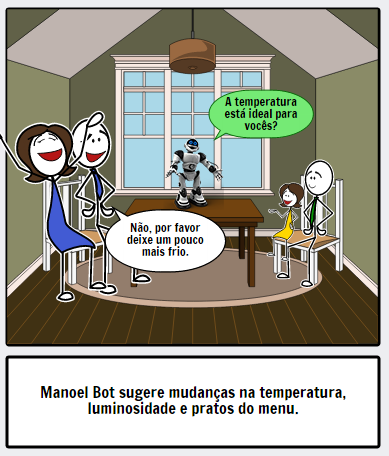 A temperatura
está ideal para
vocês?
Não, por favor
deixe um pouco
mais frio.
Manoel Bot sugere mudanças na temperatura,
luminosidade e pratos do menu.